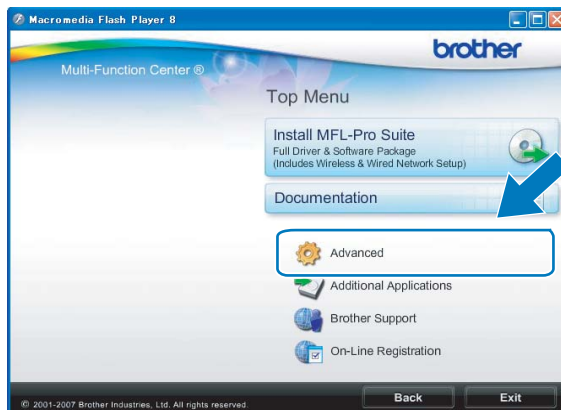 Macromedia Flash Player 8
brother
Multi-Function Center ®
Top Menu
Install MFL-Pro Suite
Full Driver & Software Package
(Includes Wireless & Wired Network Setup)
Documentation
Advanced
Additional Applications
Brother Support
On-Line Registration
© 2001-2007 Brother Industries, Ltd. All rights reserved.
Back
Exit